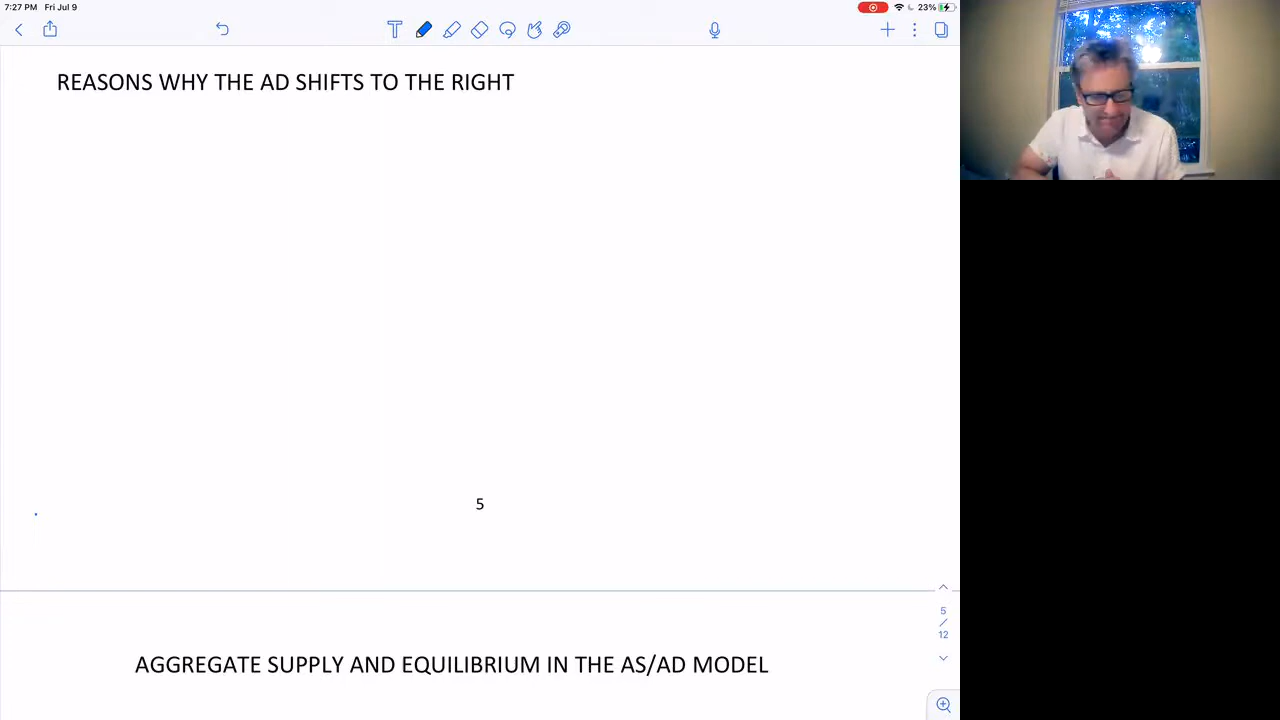 7:27 PM Fri Jul 9
23%
REASONS WHY THE AD SHIFTS TO THE RIGHT
5
5
/
12
AGGREGATE SUPPLY AND EQUILIBRIUM IN THE AS/AD MODEL